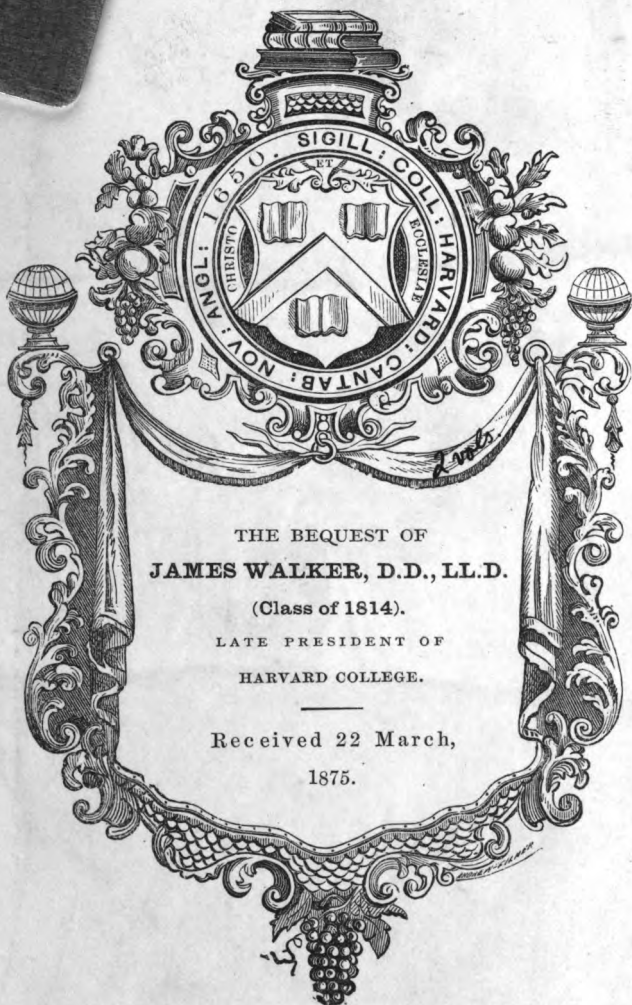 SIGILL: COLL: HARVARD: CANTAB: NOV: ANGL: 1650.
ET
CHRISTO
ECCLESIAE
2 vols.
THE BEQUEST OF
JAMES WALKER, D.D., LL.D.
(Class of 1814).
LATE PRESIDENT OF
HARVARD COLLEGE.
Received 22 March,
1875.